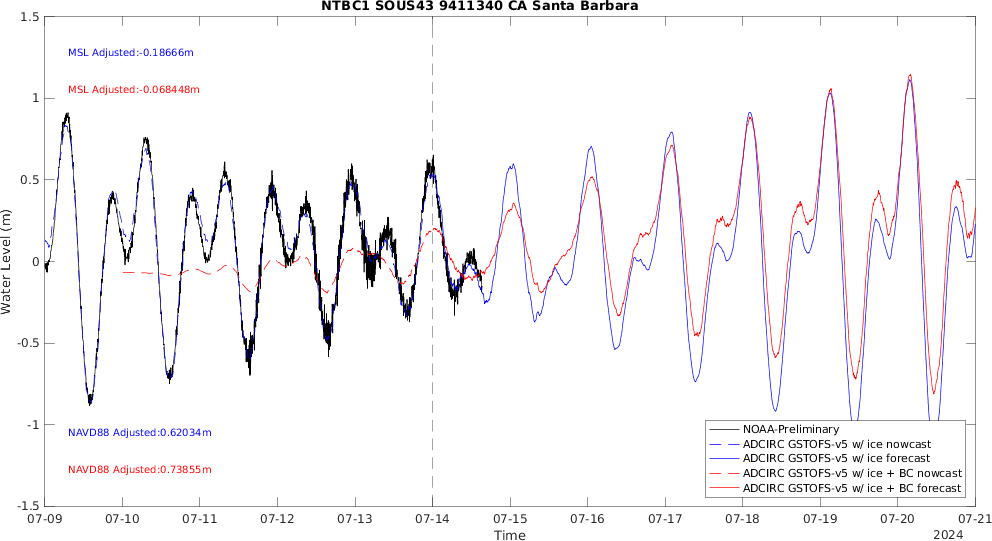 NTBC1 SOUS43 9411340 CA Santa Barbara
1.5
MSL Adjusted:-0.18666m
1
MSL Adjusted:-0.068448m
0.5
Water Level (m)
0
-0.5
-1
NAVD88 Adjusted:0.62034m
NAVD88 Adjusted:0.73855m
-1.5
NOAA-Preliminary
ADCIRC GSTOFS-v5 w/ ice nowcast
ADCIRC GSTOFS-v5 w/ ice forecast
ADCIRC GSTOFS-v5 w/ ice + BC nowcast
ADCIRC GSTOFS-v5 w/ ice + BC forecast
07-09 07-10 07-11 07-12 07-13 07-14 07-15 07-16 07-17 07-18 07-19 07-20 07-21
Time
2024